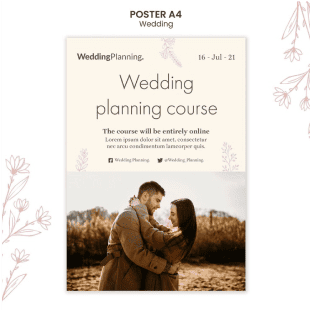 POSTER A4
Wedding
WeddingPlanning.
16 - Jul - 21
Wedding
planning course
The course will be entirely online
Lorem ipsum dolor sit amet, consectetur
nec arcu condimentum iamcorper quis.
Wedding Planning
@Wedding_Planning